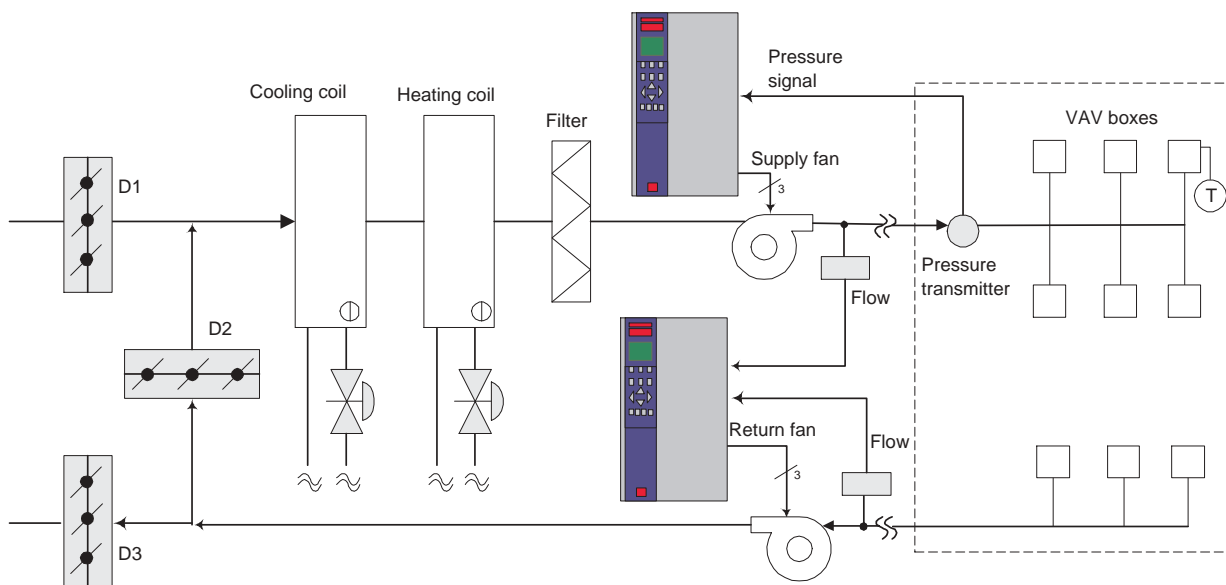 Pressure
signal
Cooling coil
Heating coil
Filter
VAV boxes
Supply fan
3
D1
T
Pressure
transmitter
Flow
D2
Return fan
Flow
3
D3